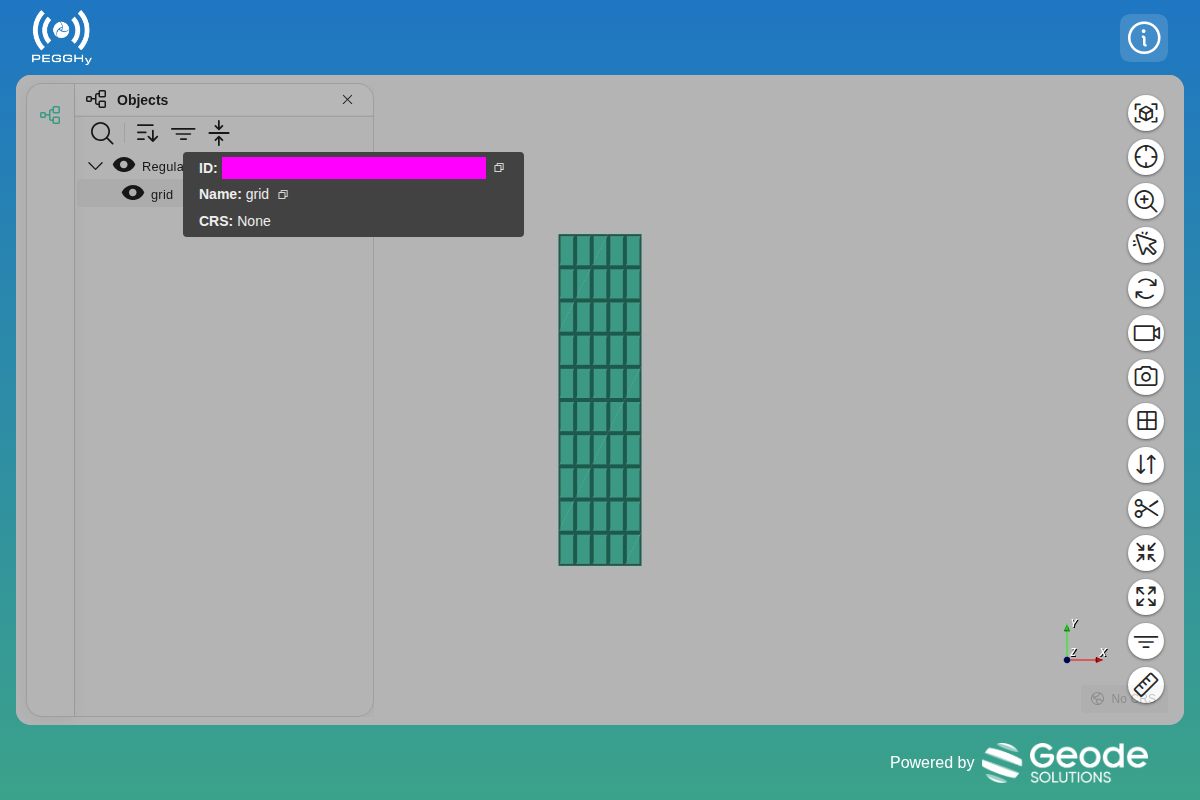 PEGGHy
Objects
Regula
grid
ID:
Name: grid
CRS: None
Y
Z X
No CRS
Powered by Geode
SOLUTIONS